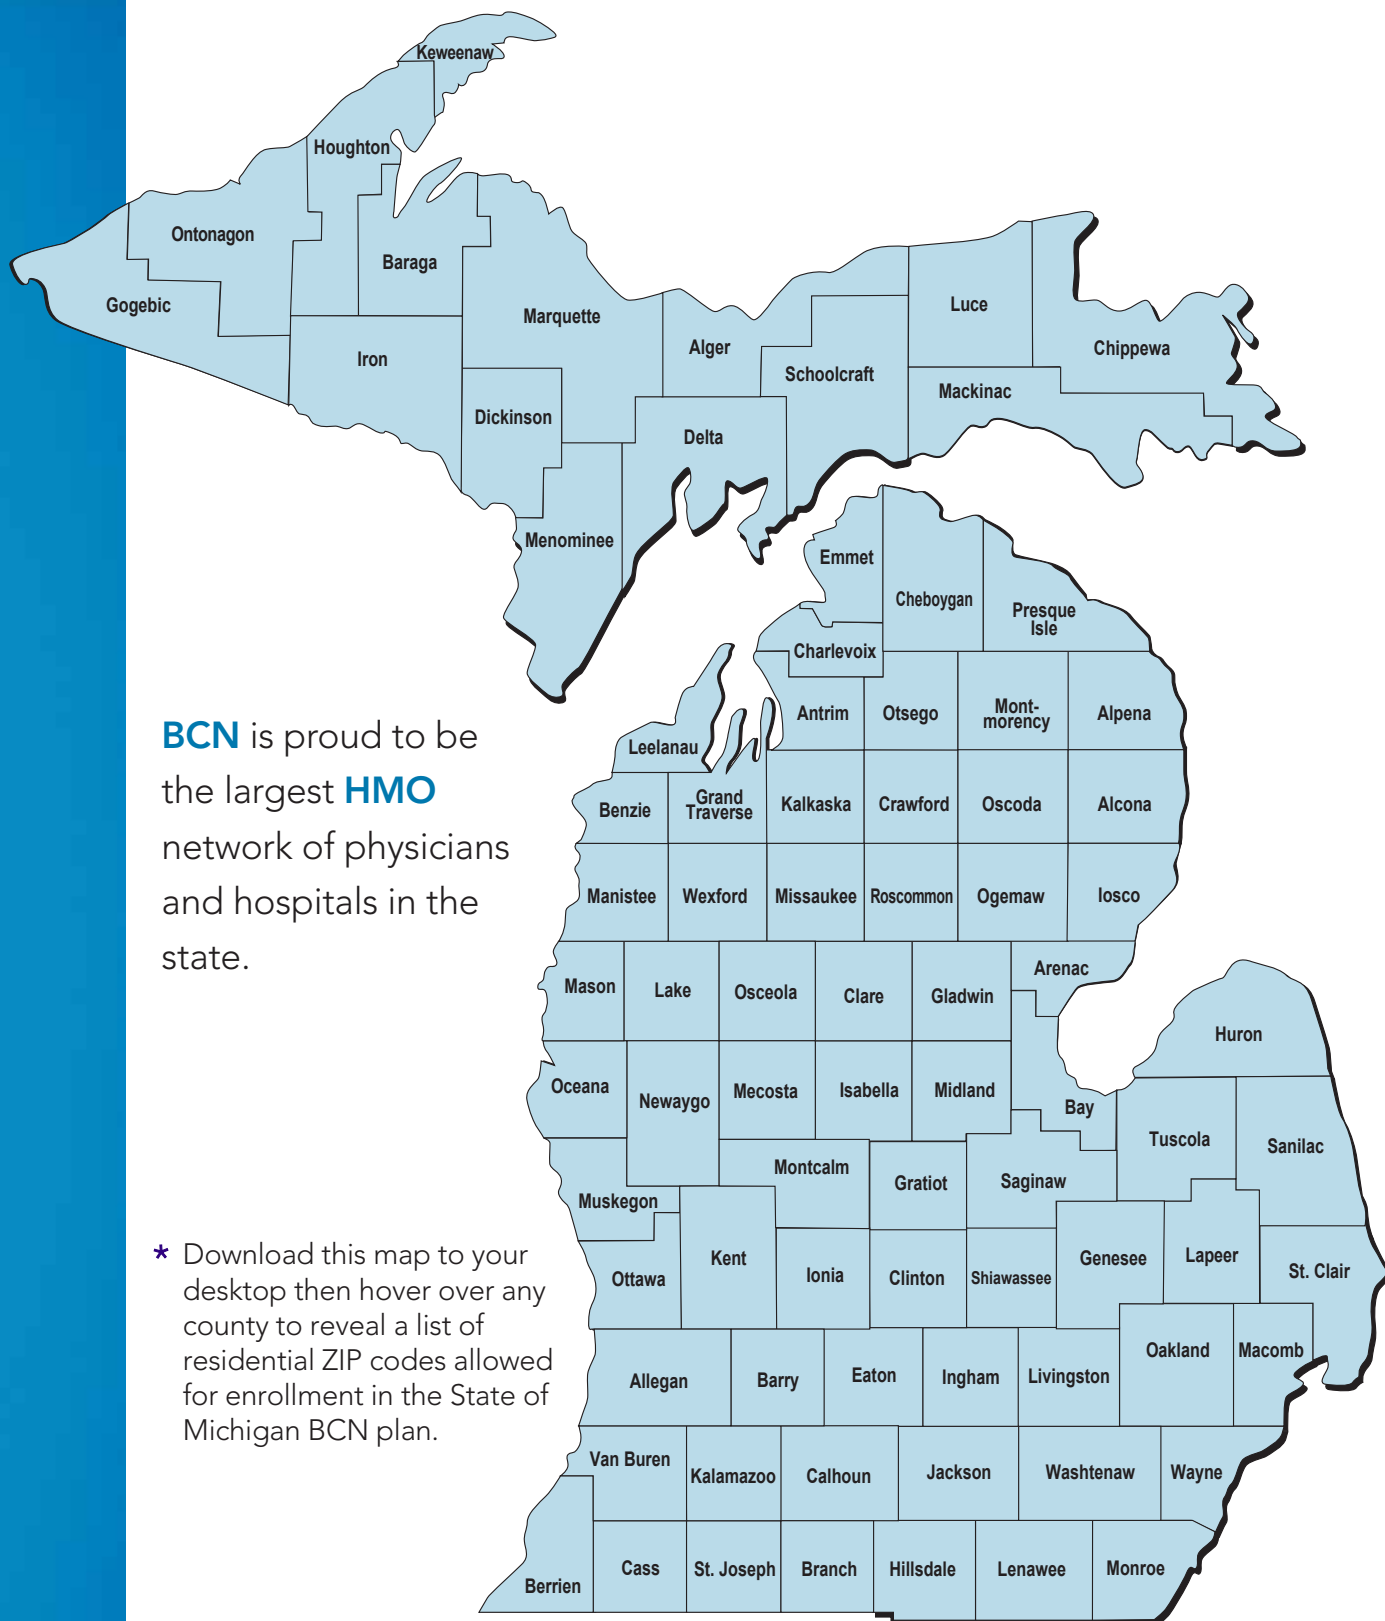 Keweenaw
Houghton
Ontonagon
Baraga
Gogebic
Luce
Marquette
Alger
Chippewa
Iron
Schoolcraft
Mackinac
Dickinson
Delta
Menominee
Emmet
Cheboygan
Presque
Isle
Charlevoix
Antrim
Otsego
Mont-
morency
Alpena
Leelanau
BCN is proud to be
the largest HMO
network of physicians
and hospitals in the
state.
Benzie
Grand
Traverse
Kalkaska
Crawford
Oscoda
Alcona
Manistee
Wexford
Missaukee
Roscommon
Ogemaw
Iosco
Arenac
Mason
Lake
Osceola
Clare
Gladwin
Huron
Oceana
Newaygo
Mecosta
Isabella
Midland
Bay
Tuscola
Sanilac
Montcalm
Gratiot
Saginaw
Muskegon
* Download this map to your
desktop then hover over any
county to reveal a list of
residential ZIP codes allowed
for enrollment in the State of
Michigan BCN plan.
Ottawa
Kent
Ionia
Clinton
Shiawassee
Genesee
Lapeer
St. Clair
Allegan
Barry
Eaton
Ingham
Livingston
Oakland
Macomb
Van Buren
Kalamazoo
Calhoun
Jackson
Washtenaw
Wayne
Berrien
Cass
St. Joseph
Branch
Hillsdale
Lenawee
Monroe